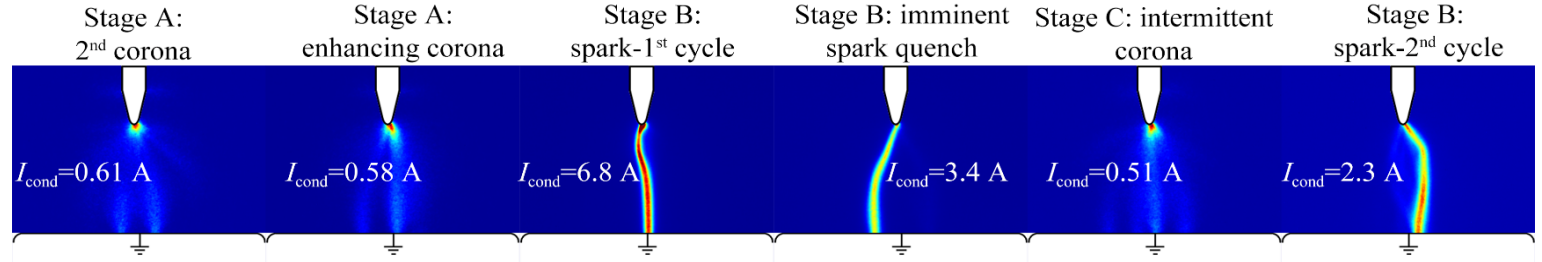 Stage A:
2nd corona
Stage A:
enhancing corona
Stage B:
spark-1st cycle
Stage B: imminent
spark quench
Stage C: intermittent
corona
Stage B:
spark-2nd cycle
Icond=0.61 A
Icond=0.58 A
Icond=6.8 A
Icond=3.4 A
Icond=0.51 A
Icond=2.3 A